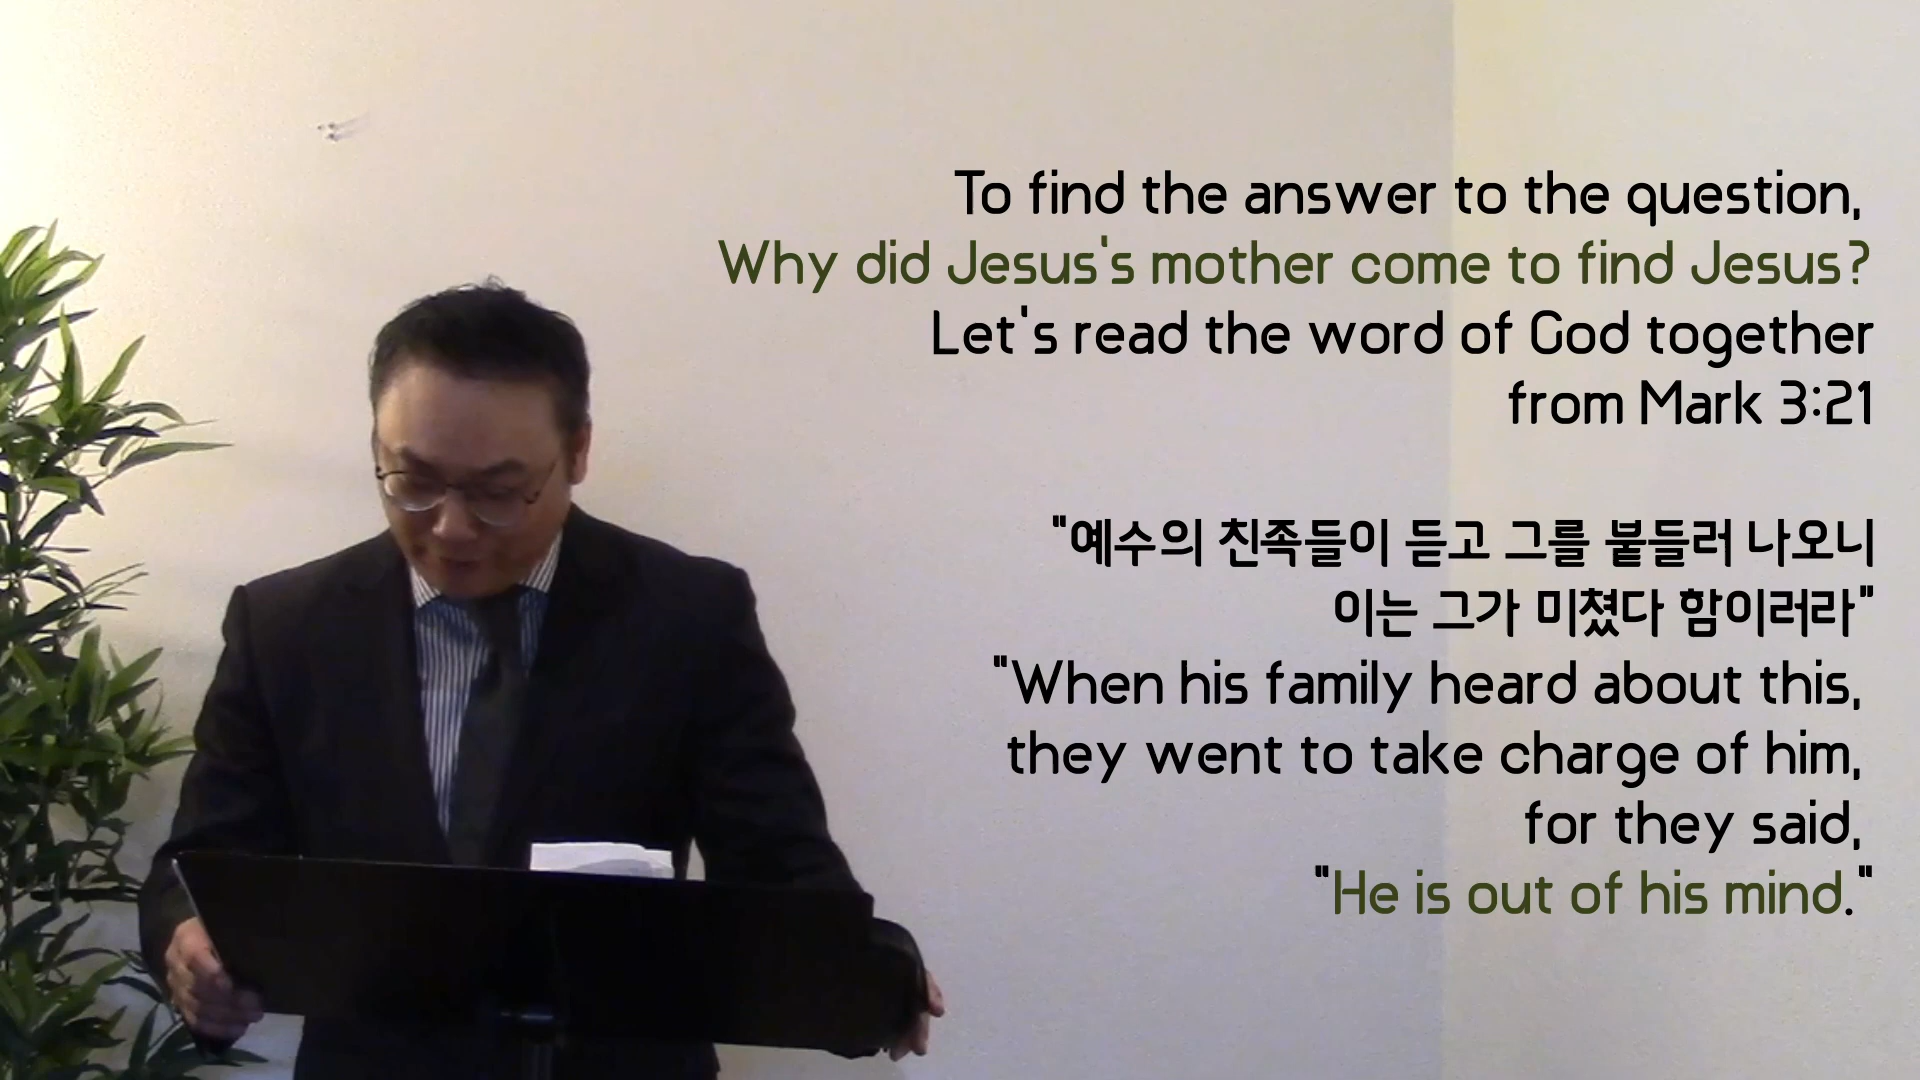 To find the answer to the question,
Why did Jesus's mother come to find Jesus?
Let's read the word of God together
from Mark 3:21
"예수의 친족들이 듣고 그를 붙들러 나오니
이는 그가 미쳤다 함이러라"
"When his family heard about this,
they went to take charge of him,
for they said,
"He is out of his mind."